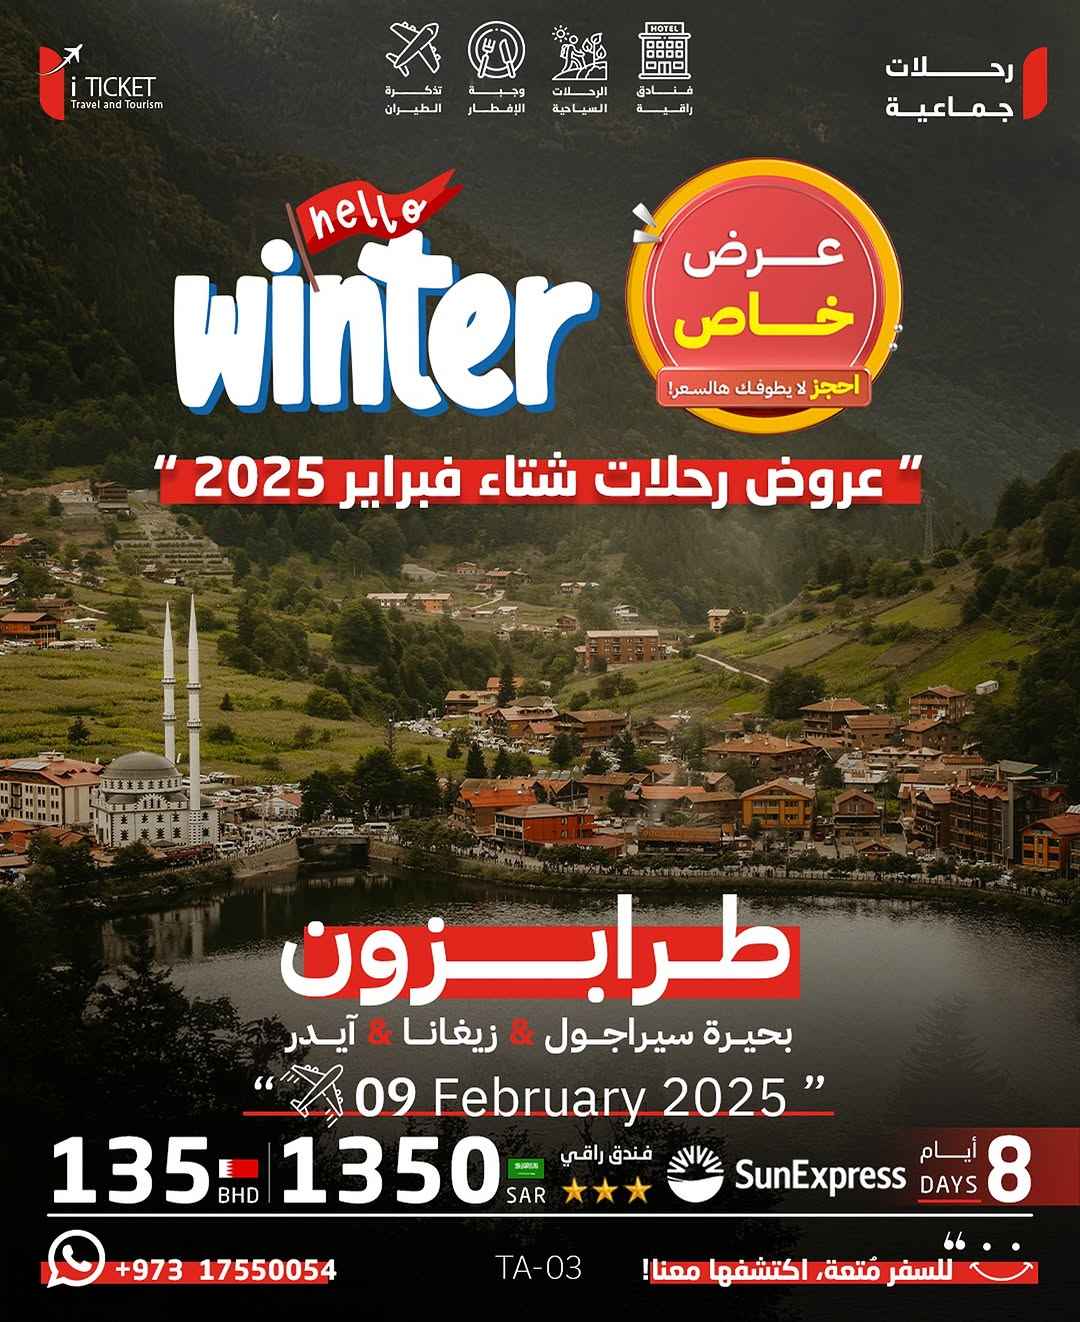 i TICKET
Travel and Tourism
تذكرة
الطيران
وجبة
الإفطار
الرحلات
السياحية
HOTEL
فنادق
راقية
رحلات
جماعية
hello
winter
عرض
خاص
احجز لا يطوفك هالسعر!
" عروض رحلات شتاء فبراير 2025 "
طرابزون
بحيرة سيراجول & زيغانا & آيدر
“ 09 February 2025 ”
135 BHD
1350 SAR
فندق راقي
SunExpress
8 أيام
DAYS
+973 17550054
TA-03
للسفر مُتعة، اكتشفها معنا!